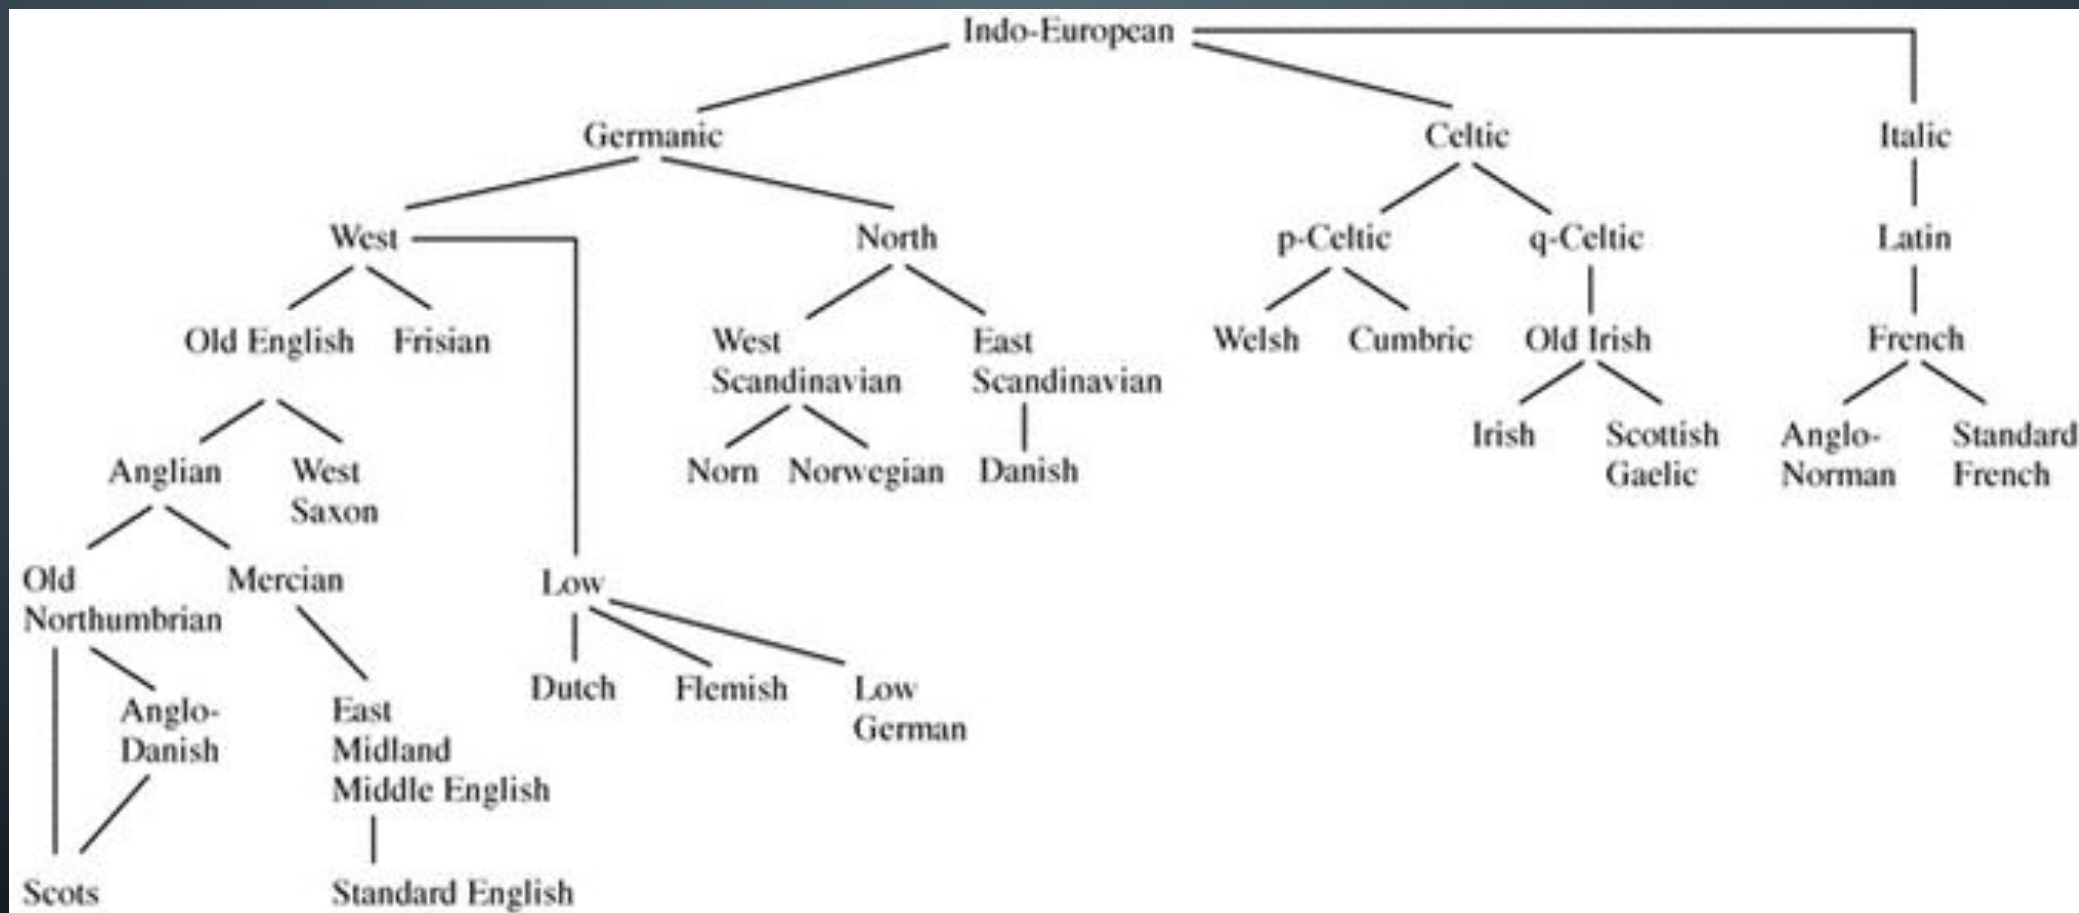 Indo-European
Germanic
Celtic
Italic
West
North
p-Celtic
q-Celtic
Latin
Old English
Frisian
West
Scandinavian
East
Scandinavian
Welsh
Cumbric
Old Irish
French
Anglian
West
Saxon
Norn
Norwegian
Danish
Irish
Scottish
Gaelic
Anglo-
Norman
Standard
French
Old
Northumbrian
Mercian
Low
Anglo-
Danish
East
Midland
Middle English
Dutch
Flemish
Low
German
Scots
Standard English